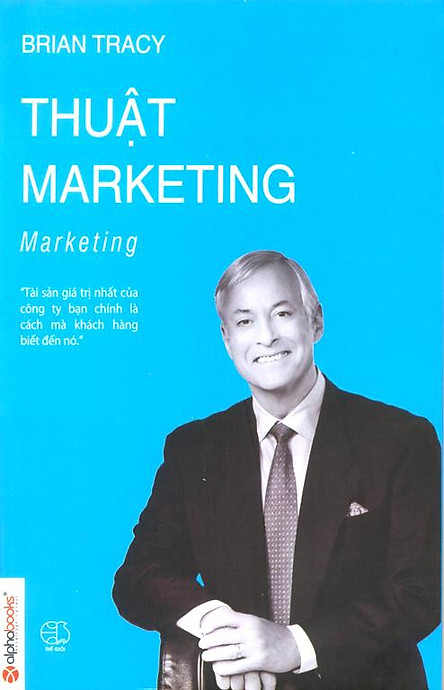 BRIAN TRACY
THUẬT
MARKETING
Marketing
"Tài sản giá trị nhất của
công ty bạn chính là
cách mà khách hàng
biết đến nó."
alphabooks®
THẾ GIỚI